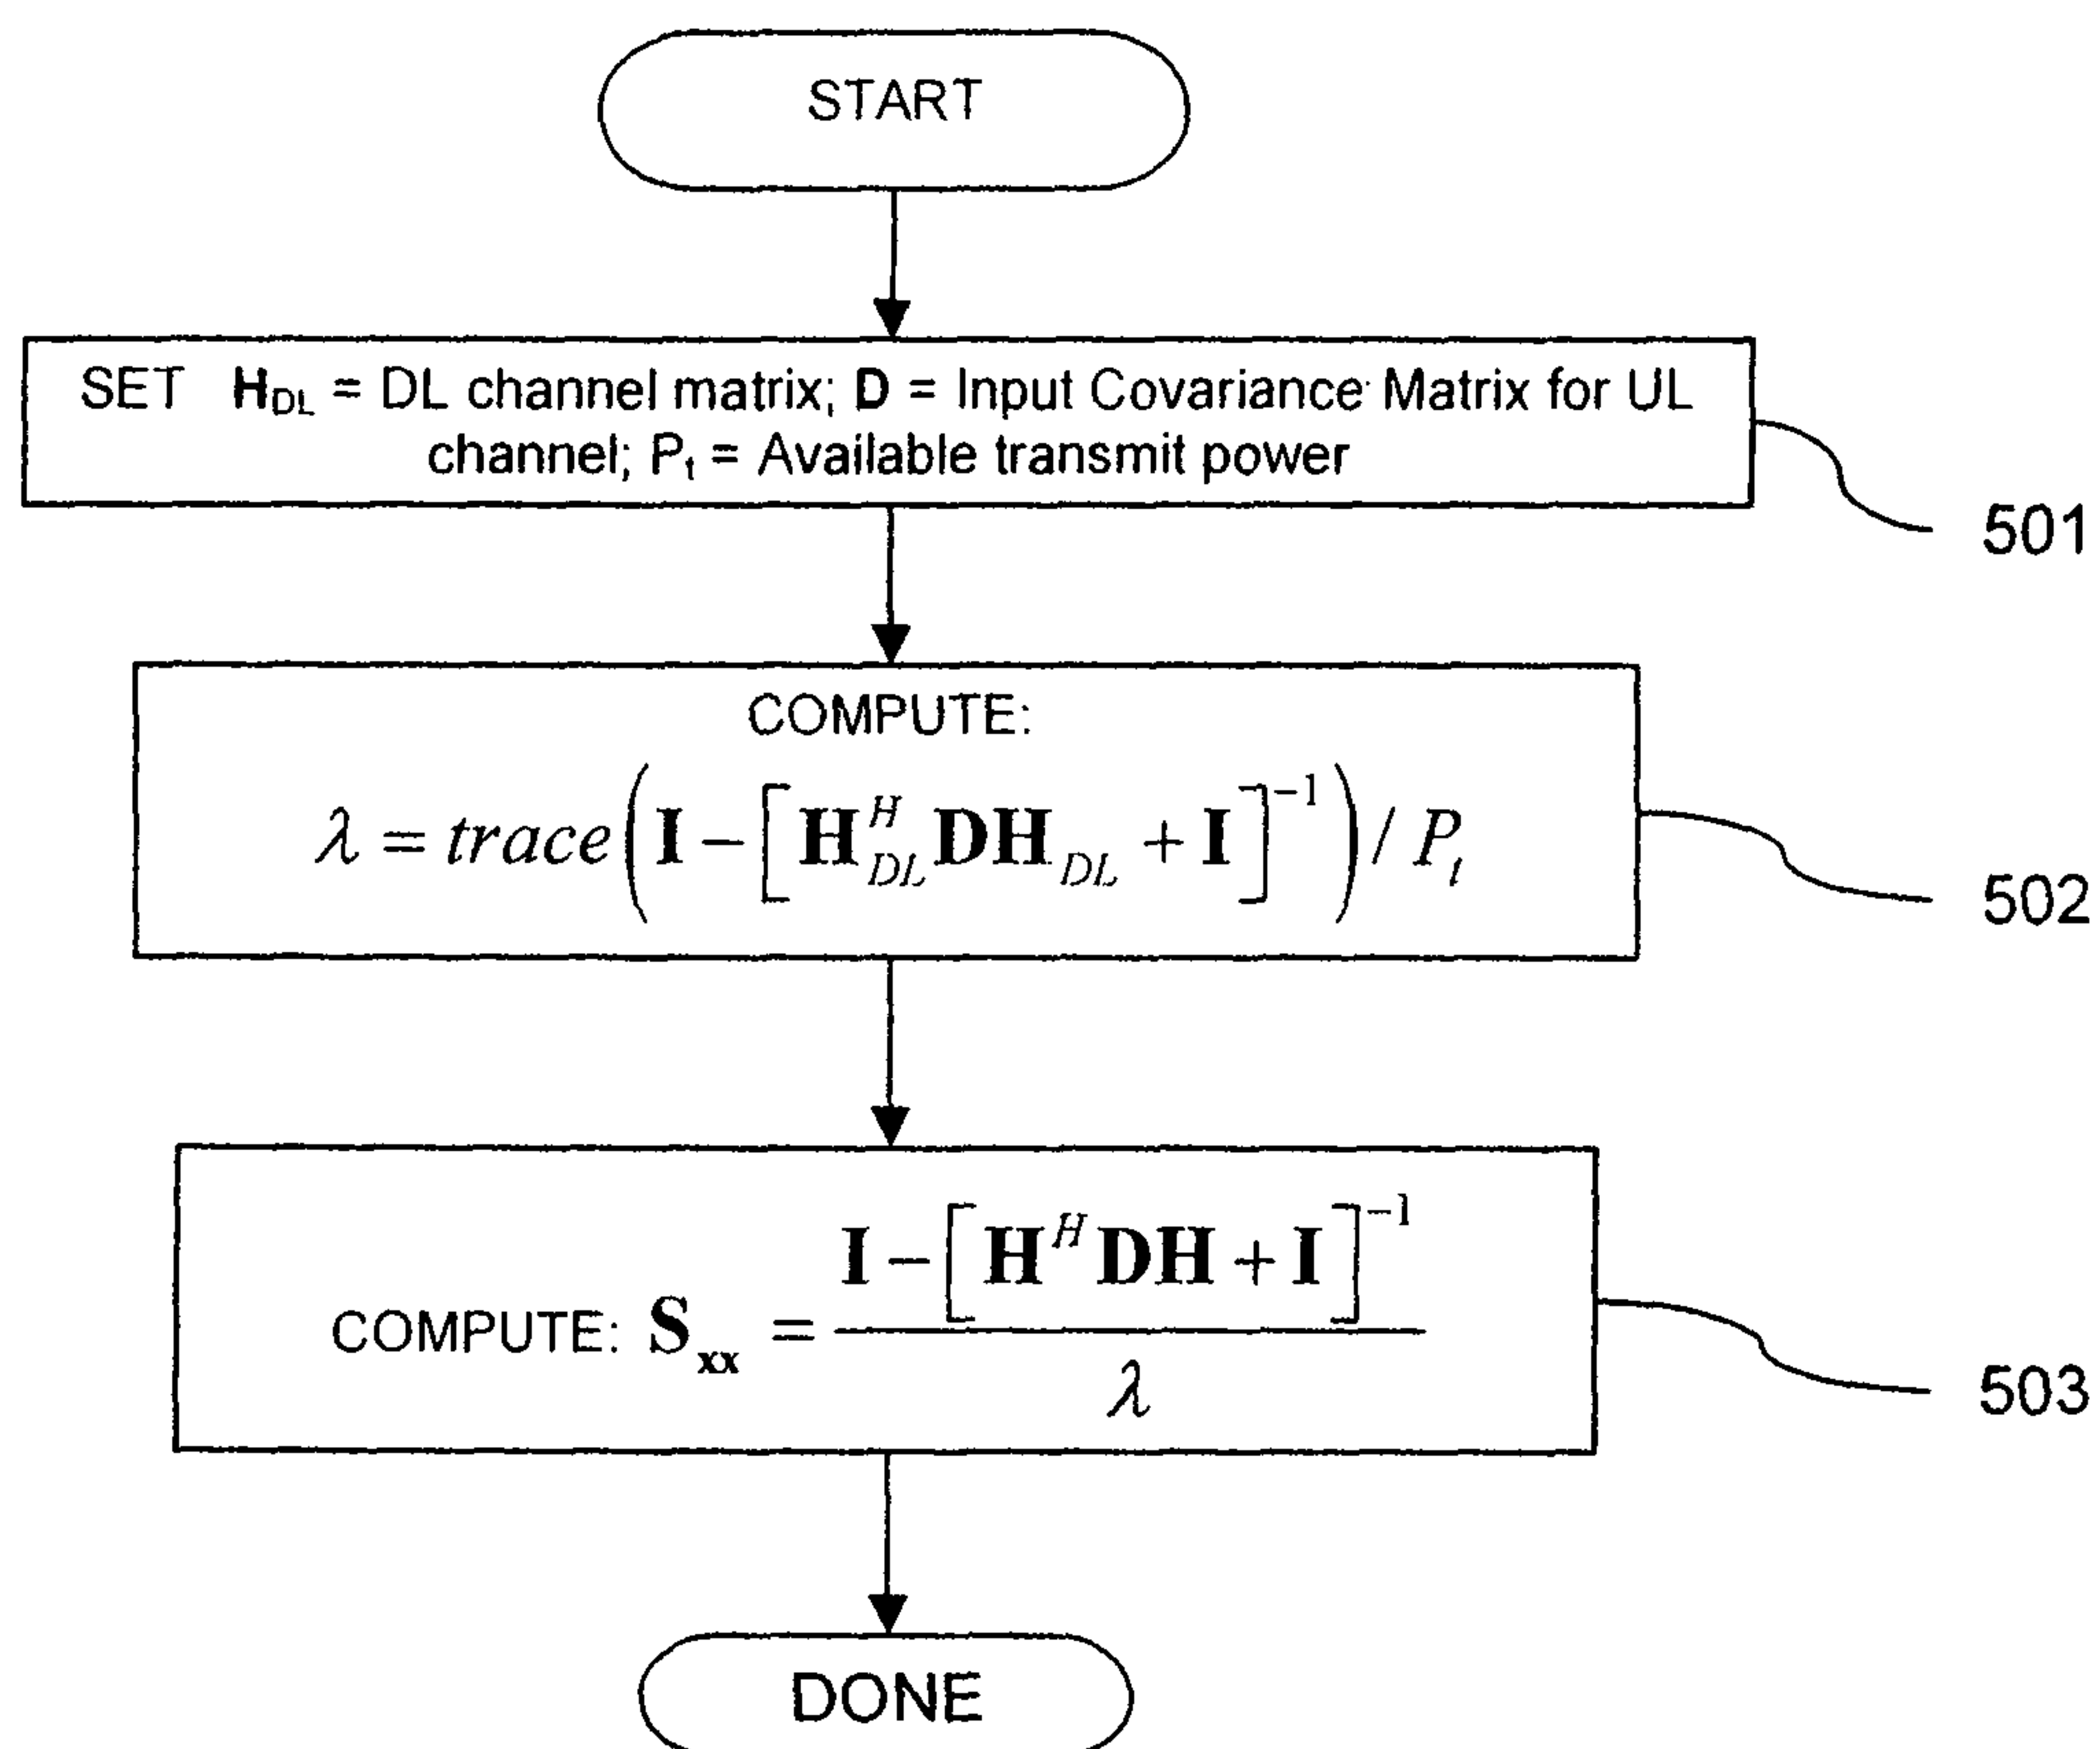 START
SET H_DL = DL channel matrix; D = Input Covariance Matrix for UL
channel; P_t = Available transmit power
501
COMPUTE:
λ = trace(I − [H_DL^H D H_DL + I]^−1) / P_t
502
COMPUTE: S_xx = I − [H^H D H + I]^−1 / λ
503
DONE